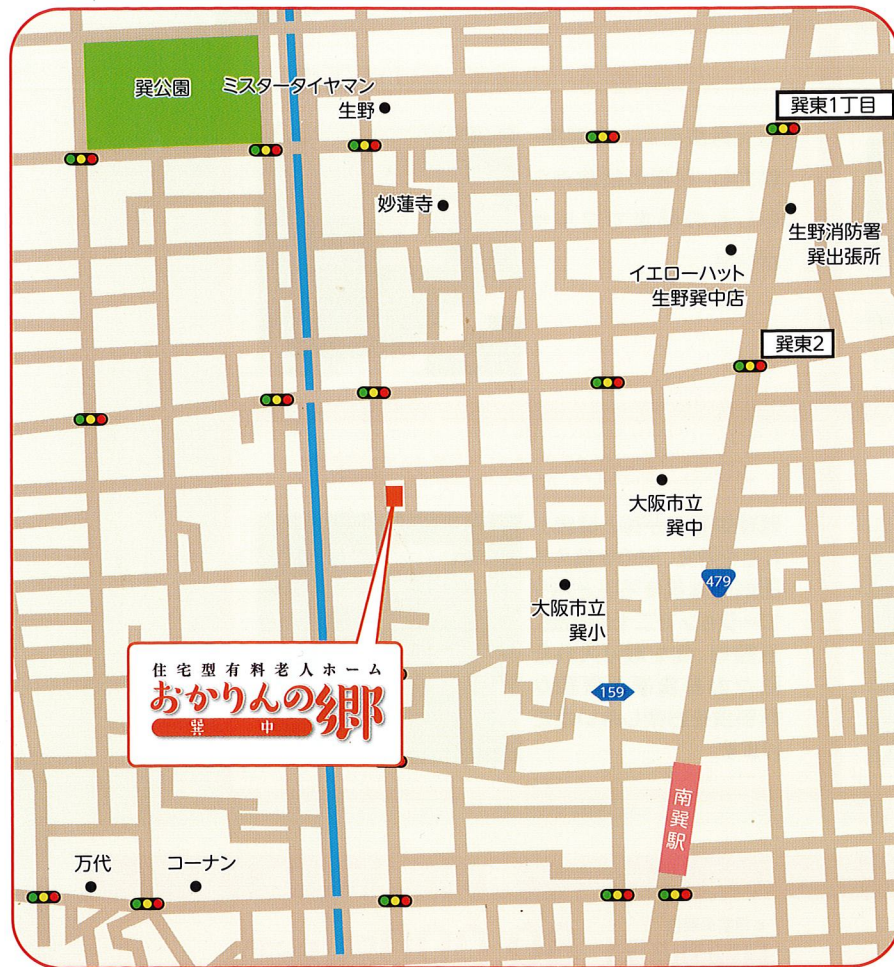 巽公園
ミスタータイヤマン
生野
巽東1丁目
妙蓮寺
生野消防署
巽出張所
イエローハット
生野巽中店
巽東2
大阪市立
巽中
479
大阪市立
巽小
住宅型有料老人ホーム
おかりんの郷
巽中
159
南巽駅
万代
コーナン